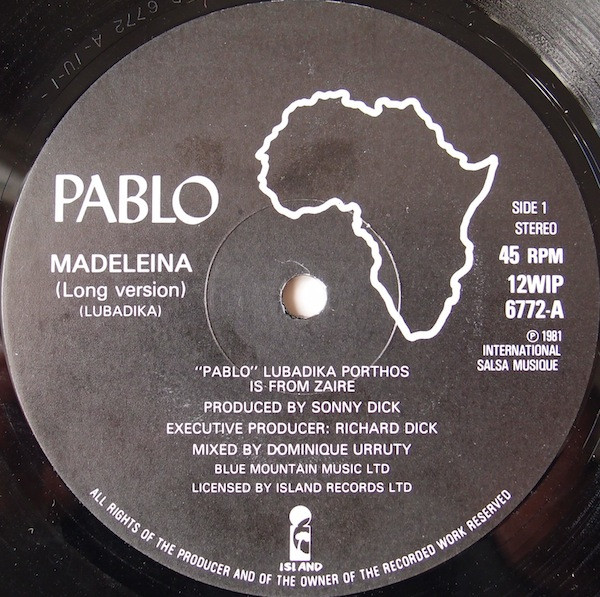 PABLO
MADELEINA
(Long version)
(LUBADIKA)
SIDE 1
STEREO
45 RPM
12WIP
6772-A
Ⓟ 1981
INTERNATIONAL
SALSA MUSIQUE
"PABLO" LUBADIKA PORTHOS
IS FROM ZAIRE
PRODUCED BY SONNY DICK
EXECUTIVE PRODUCER: RICHARD DICK
MIXED BY DOMINIQUE URRUTY
BLUE MOUNTAIN MUSIC LTD
LICENSED BY ISLAND RECORDS LTD
ISLAND
ALL RIGHTS OF THE PRODUCER AND OF THE OWNER OF THE RECORDED WORK RESERVED
6772 A-1U-1-